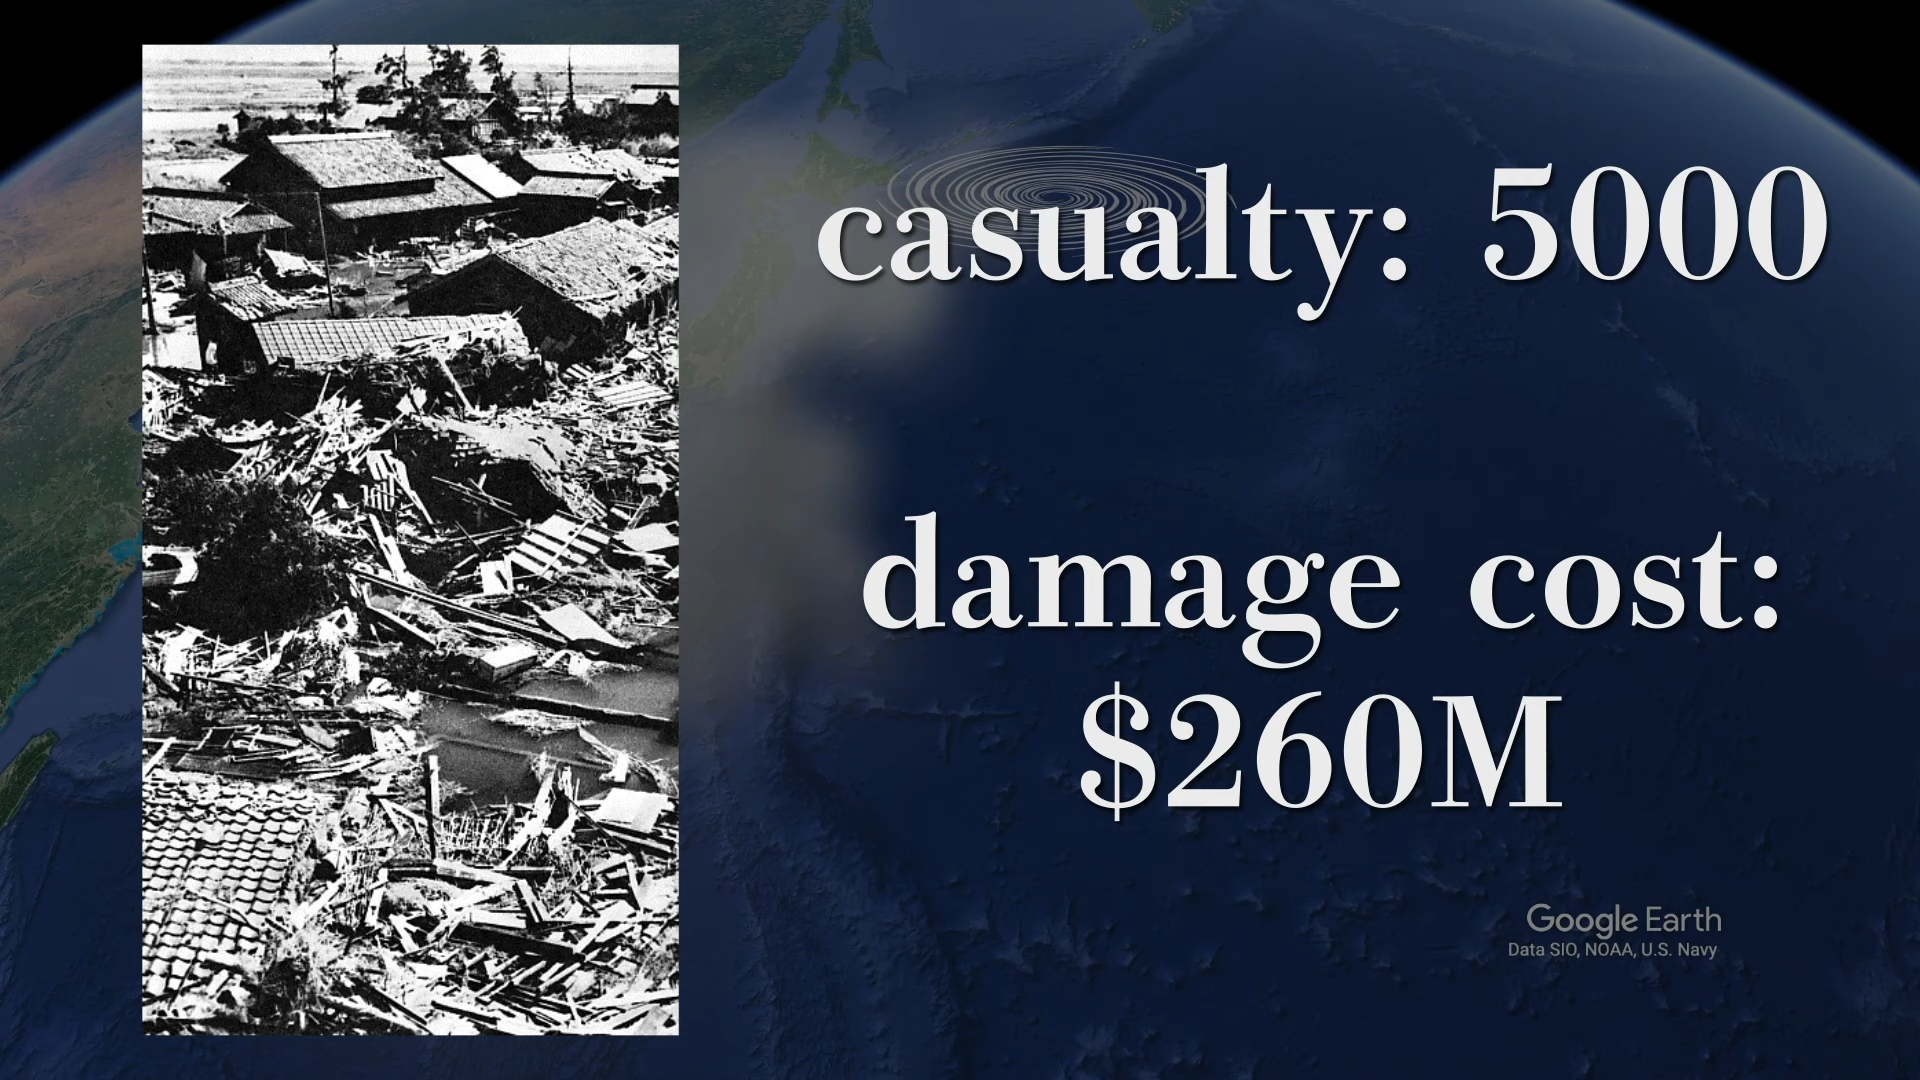 casualty: 5000
damage cost:
$260M
Google Earth
Data SIO, NOAA, U.S. Navy